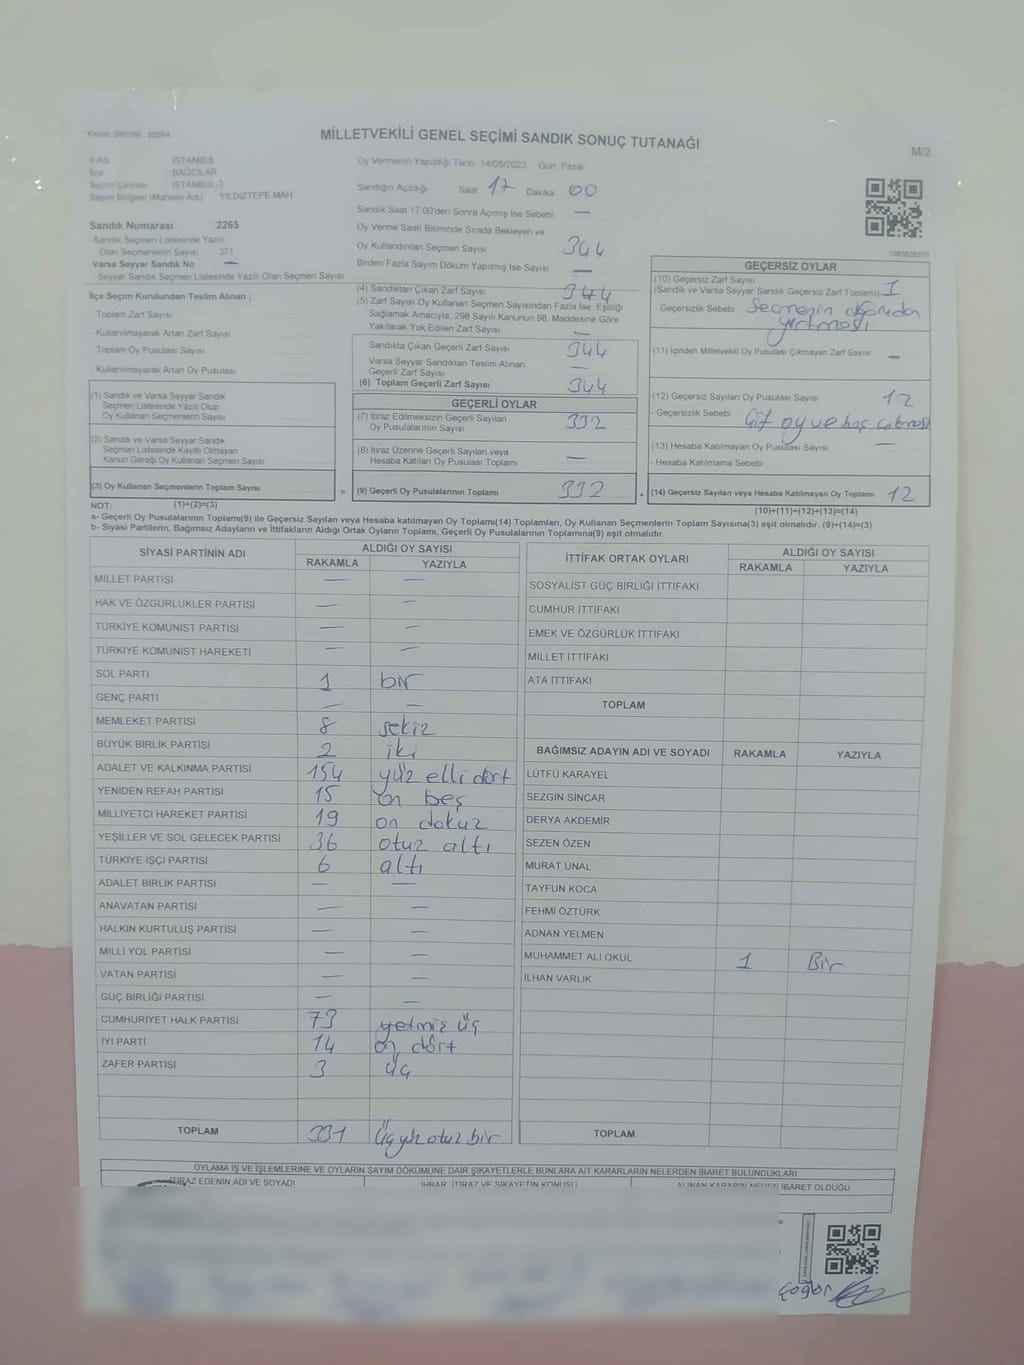 Kanun: 298/105 , 2839/4
MİLLETVEKİLİ GENEL SEÇİMİ SANDIK SONUÇ TUTANAĞI
M/2
İl Adı İSTANBUL
İlçe BAĞCILAR
Seçim Çevresi İSTANBUL-3
Seçim Bölgesi (Mahalle Adı) YILDIZTEPE MAH
Sandık Numarası :2265
Sandık Seçmen Listesinde Yazılı
Olan Seçmenlerin Sayısı 371
Varsa Seyyar Sandık No : —
Seyyar Sandık Seçmen Listesinde Yazılı Olan Seçmen Sayısı
İlçe Seçim Kurulundan Teslim Alınan ;
- Toplam Zarf Sayısı
- Kullanılmayarak Artan Zarf Sayısı
- Toplam Oy Pusulası Sayısı
- Kullanılmayarak Artan Oy Pusulası
(1) Sandık ve Varsa Seyyar Sandık
Seçmen Listesinde Yazılı Olup
Oy Kullanan Seçmenlerin Sayısı
(2) Sandık ve Varsa Seyyar Sandık
Seçmen Listesinde Kayıtlı Olmayan
Kanun Gereği Oy Kullanan Seçmen Sayısı
(3) Oy Kullanan Seçmenlerin Toplam Sayısı
(1)+(2)=(3)
Oy Vermenin Yapıldığı Tarih: 14/05/2023 Gün: Pazar
Sandığın Açıldığı Saat 17 Dakika 00
Sandık Saat 17:00'den Sonra Açımış İse Sebebi —
Oy Verme Saati Bitiminde Sırada Bekleyen ve
Oy Kullandırılan Seçmen Sayısı 344
Birden Fazla Sayım Döküm Yapılmış İse Sayısı —
(4) Sandıktan Çıkan Zarf Sayısı 344
(5) Zarf Sayısı Oy Kullanan Seçmen Sayısından Fazla İse, Eşitliği
Sağlamak Amacıyla, 298 Sayılı Kanunun 98. Maddesine Göre
Yakılarak Yok Edilen Zarf Sayısı —
Sandıkta Çıkan Geçerli Zarf Sayısı 344
Varsa Seyyar Sandıktan Teslim Alınan
Geçerli Zarf Sayısı —
(6) Toplam Geçerli Zarf Sayısı 344
GEÇERLİ OYLAR
(7) İtiraz Edilmeksizin Geçerli Sayılan
Oy Pusulalarının Sayısı 332
(8) İtiraz Üzerine Geçerli Sayılan veya
Hesaba Katılan Oy Pusulası Toplamı —
= (9) Geçerli Oy Pusulalarının Toplamı 332 +
1063626379
GEÇERSİZ OYLAR
(10) Geçersiz Zarf Sayısı 1
(Sandık ve Varsa Seyyar Sandık Geçersiz Zarf Toplamı)
- Geçersizlik Sebebi Seçmenin
yırtması
(11) İçinden Milletvekili Oy Pusulası Çıkmayan Zarf Sayısı —
(12) Geçersiz Sayılan Oy Pusulası Sayısı 12
- Geçersizlik Sebebi Çift oy ve boş çıkması
(13) Hesaba Katılmayan Oy Pusulası Sayısı —
- Hesaba Katılmama Sebebi
(14) Geçersiz Sayılan veya Hesaba Katılmayan Oy Toplamı 12
(10)+(11)+(12)+(13)=(14)
NOT:
a- Geçerli Oy Pusulalarının Toplamı(9) ile Geçersiz Sayılan veya Hesaba katılmayan Oy Toplamı(14) Toplamları, Oy Kullanan Seçmenlerin Toplam Sayısına(3) eşit olmalıdır. (9)+(14)=(3)
b- Siyasi Partilerin, Bağımsız Adayların ve İttifakların Aldığı Ortak Oyların Toplamı, Geçerli Oy Pusulalarının Toplamına(9) eşit olmalıdır.
SİYASİ PARTİNİN ADI ALDIĞI OY SAYISI
RAKAMLA YAZIYLA
MİLLET PARTİSİ — —
HAK VE ÖZGÜRLÜKLER PARTİSİ — —
TÜRKİYE KOMÜNİST PARTİSİ — —
TÜRKİYE KOMÜNİST HAREKETİ — —
SOL PARTİ 1 bir
GENÇ PARTİ — —
MEMLEKET PARTİSİ 8 sekiz
BÜYÜK BİRLİK PARTİSİ 2 iki
ADALET VE KALKINMA PARTİSİ 154 yüz elli dört
YENİDEN REFAH PARTİSİ 15 on beş
MİLLİYETÇİ HAREKET PARTİSİ 19 on dokuz
YEŞİLLER VE SOL GELECEK PARTİSİ 36 otuz altı
TÜRKİYE İŞÇİ PARTİSİ 6 altı
ADALET BİRLİK PARTİSİ — —
ANAVATAN PARTİSİ — —
HALKIN KURTULUŞ PARTİSİ — —
MİLLİ YOL PARTİSİ — —
VATAN PARTİSİ — —
GÜÇ BİRLİĞİ PARTİSİ — —
CUMHURİYET HALK PARTİSİ 73 yetmiş üç
İYİ PARTİ 14 on dört
ZAFER PARTİSİ 3 üç
TOPLAM 331 üçyüz otuz bir
İTTİFAK ORTAK OYLARI ALDIĞI OY SAYISI
RAKAMLA YAZIYLA
SOSYALİST GÜÇ BİRLİĞİ İTTİFAKI
CUMHUR İTTİFAKI
EMEK VE ÖZGÜRLÜK İTTİFAKI
MİLLET İTTİFAKI
ATA İTTİFAKI
TOPLAM
BAĞIMSIZ ADAYIN ADI VE SOYADI RAKAMLA YAZIYLA
LÜTFÜ KARAYEL
SEZGİN SİNCAR
DERYA AKDEMİR
SEZEN ÖZEN
MURAT ÜNAL
TAYFUN KOCA
FEHMİ ÖZTÜRK
ADNAN YELMEN
MUHAMMET ALİ OKUL 1 Bir
İLHAN VARLIK
TOPLAM
OYLAMA İŞ VE İŞLEMLERİNE VE OYLARIN SAYIM DÖKÜMÜNE DAİR ŞİKAYETLERLE BUNLARA AİT KARARLARIN NELERDEN İBARET BULUNDUKLARI
İTİRAZ EDENİN ADI VE SOYADI İHBAR, İTİRAZ VE ŞİKAYETİN KONUSU ALINAN KARARIN NEDEN İBARET OLDUĞU